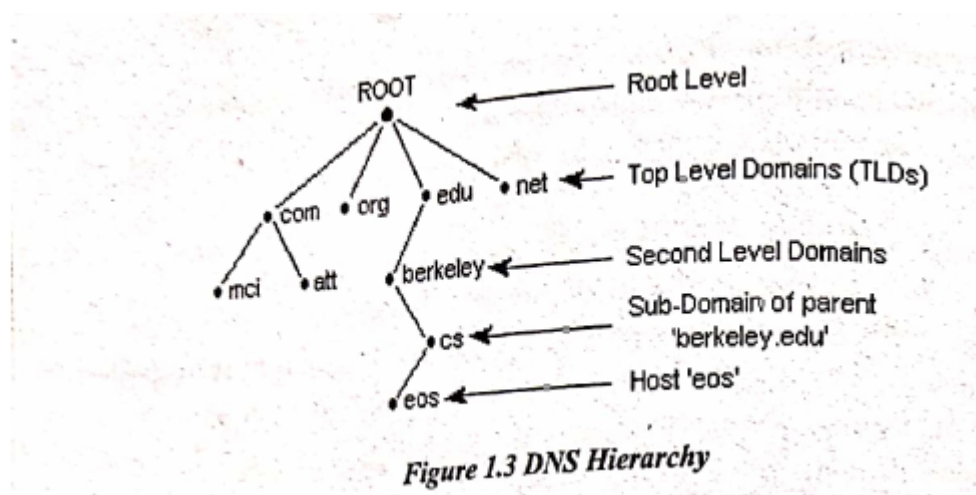 ROOT
Root Level
com
org
edu
net
Top Level Domains (TLDs)
mci
att
berkeley
Second Level Domains
cs
Sub-Domain of parent
'berkeley.edu'
eos
Host 'eos'
Figure 1.3 DNS Hierarchy